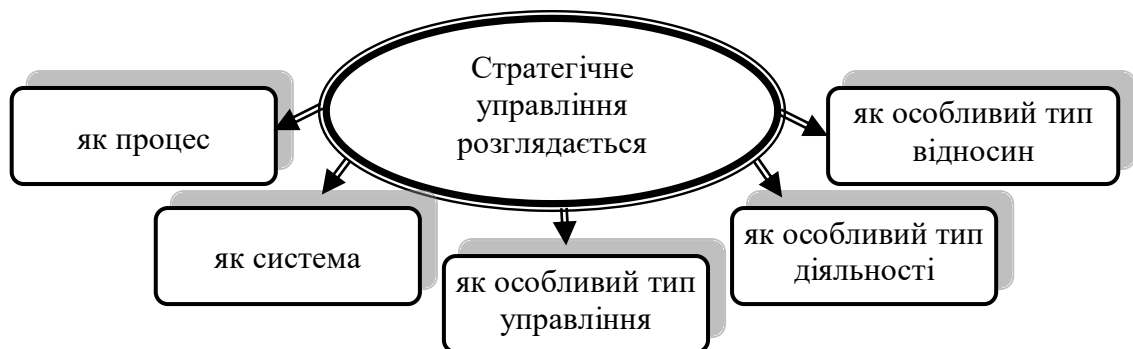 Стратегічне
управління
розглядається
як процес
як особливий тип
відносин
як система
як особливий тип
діяльності
як особливий тип
управління